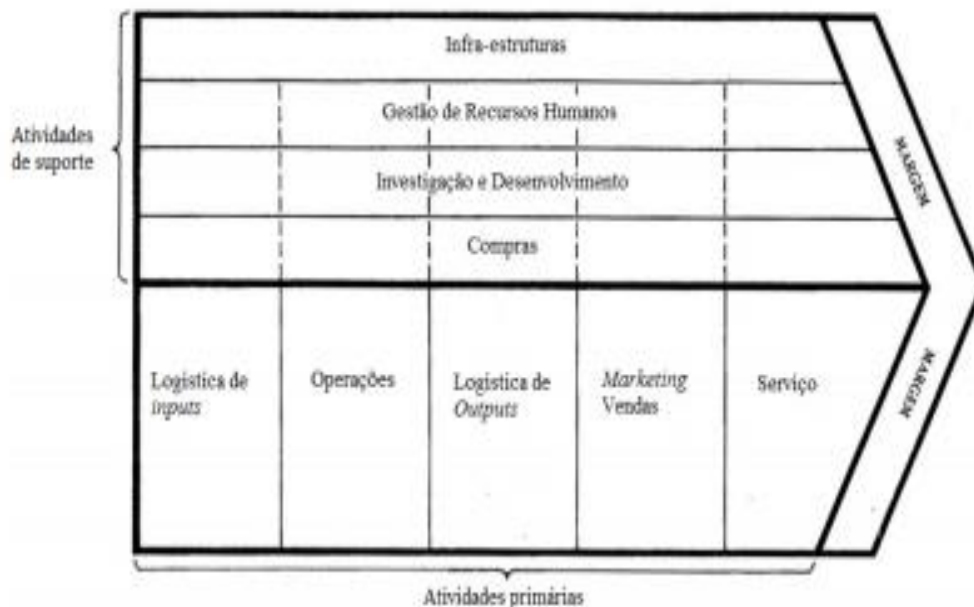 Infra-estruturas
Gestão de Recursos Humanos
Atividades
de suporte
Investigação e Desenvolvimento
Compras
MARGEM
Logística de
inputs
Operações
Logística de
Outputs
Marketing
Vendas
Serviço
MARGEM
Atividades primárias